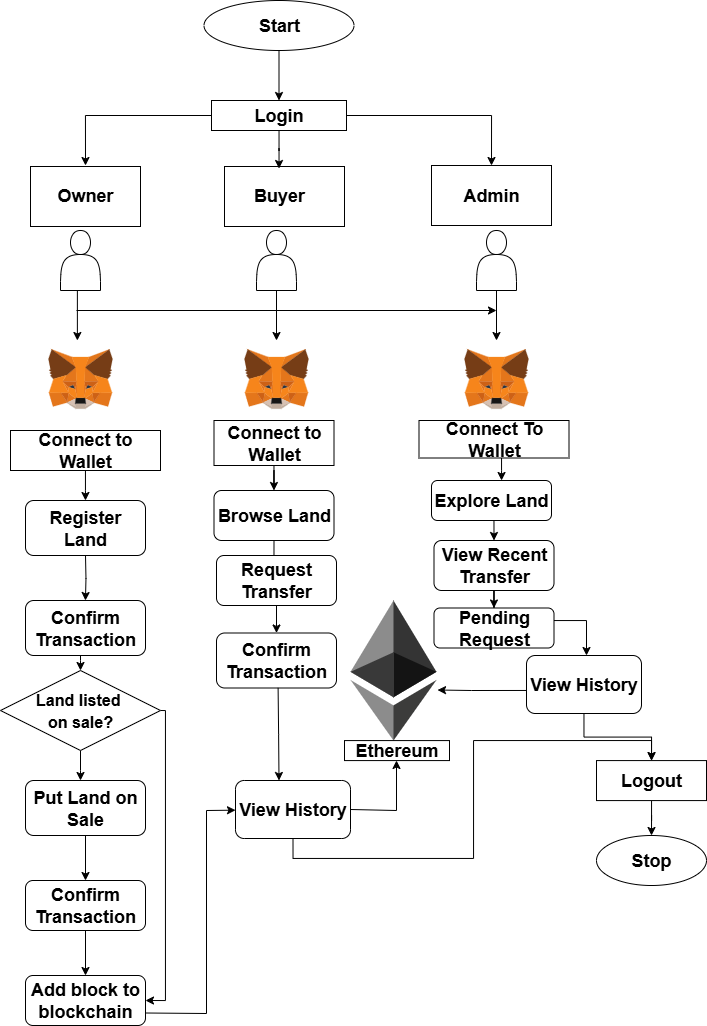 Start
Login
Owner
Buyer
Admin
Connect to
Wallet
Connect to
Wallet
Connect To
Wallet
Register
Land
Browse Land
Explore Land
Confirm
Transaction
Request
Transfer
View Recent
Transfer
Land listed
on sale?
Confirm
Transaction
Pending
Request
View History
Ethereum
Put Land on
Sale
View History
Logout
Confirm
Transaction
Stop
Add block to
blockchain